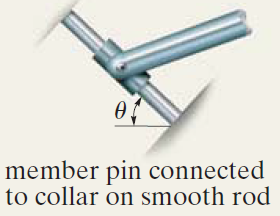 θ
member pin connected
to collar on smooth rod